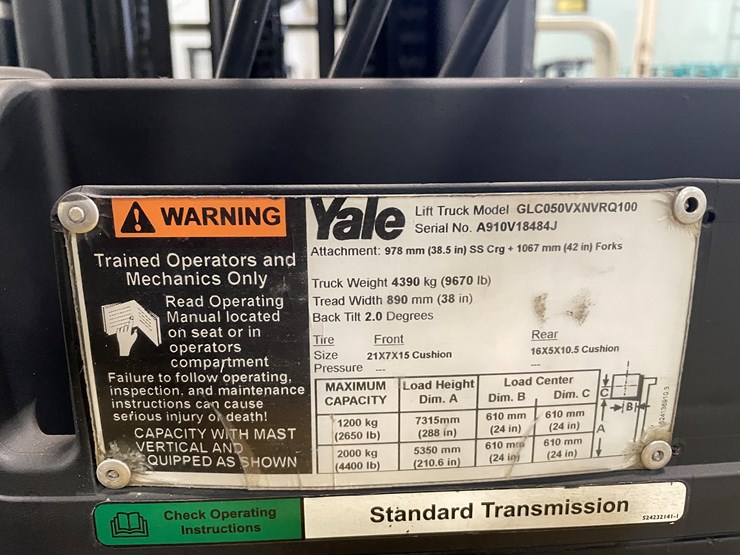 WARNING
Trained Operators and
Mechanics Only
Read Operating
Manual located
on seat or in
operators
compartment
Failure to follow operating,
inspection, and maintenance
instructions can cause
serious injury or death!
CAPACITY WITH MAST
VERTICAL AND
EQUIPPED AS SHOWN
Yale
Lift Truck Model GLC050VXNVRQ100
Serial No. A910V18484J
Attachment: 978 mm (38.5 in) SS Crg + 1067 mm (42 in) Forks
Truck Weight 4390 kg (9670 lb)
Tread Width 890 mm (38 in)
Back Tilt 2.0 Degrees
Tire Front Rear
Size 21X7X15 Cushion 16X5X10.5 Cushion
Pressure --- ---
MAXIMUM CAPACITY Load Height Dim. A Load Center Dim. B Dim. C
1200 kg (2650 lb) 7315mm (288 in) 610 mm (24 in) 610 mm (24 in)
2000 kg (4400 lb) 5350 mm (210.6 in) 610 mm (24 in) 610 mm (24 in)
C
B
A
Check Operating
Instructions
Standard Transmission
524232141-1